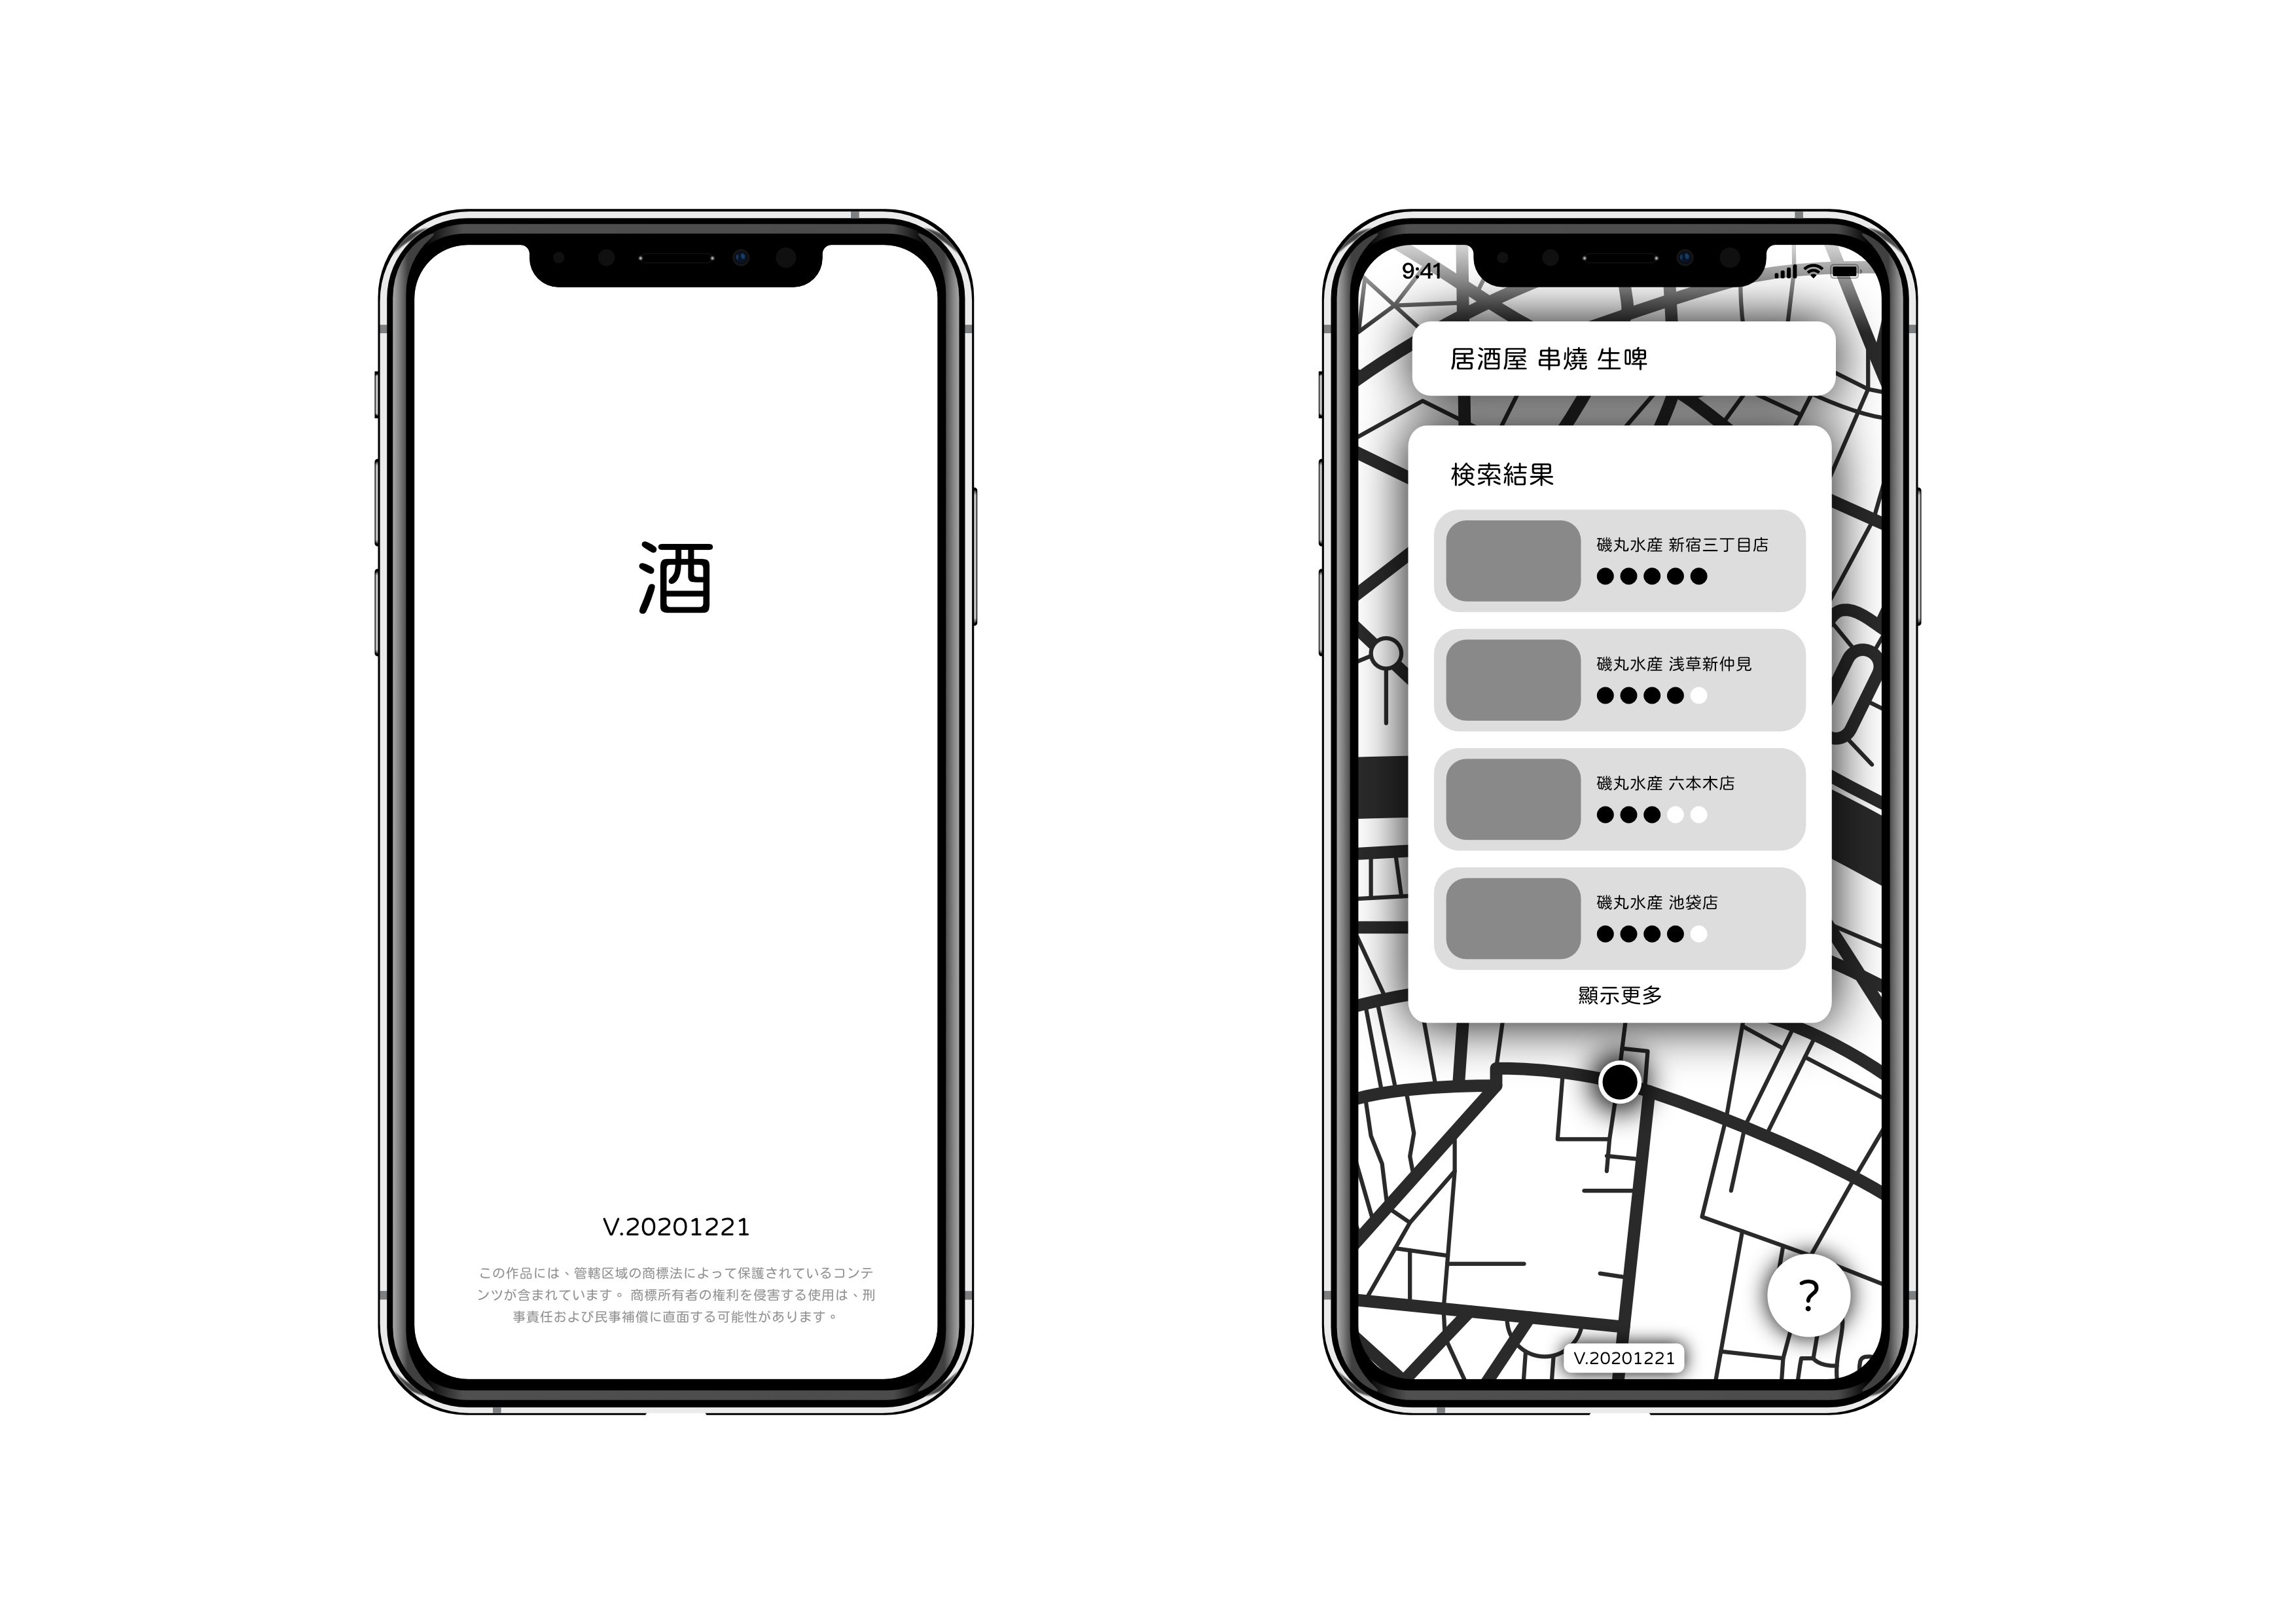 酒
V.20201221
この作品には、管轄区域の商標法によって保護されているコンテ
ンツが含まれています。 商標所有者の権利を侵害する使用は、刑
事責任および民事補償に直面する可能性があります。
9:41
居酒屋 串燒 生啤
検索結果
磯丸水産 新宿三丁目店
磯丸水産 浅草新仲見
磯丸水産 六本木店
磯丸水産 池袋店
顯示更多
?
V.20201221